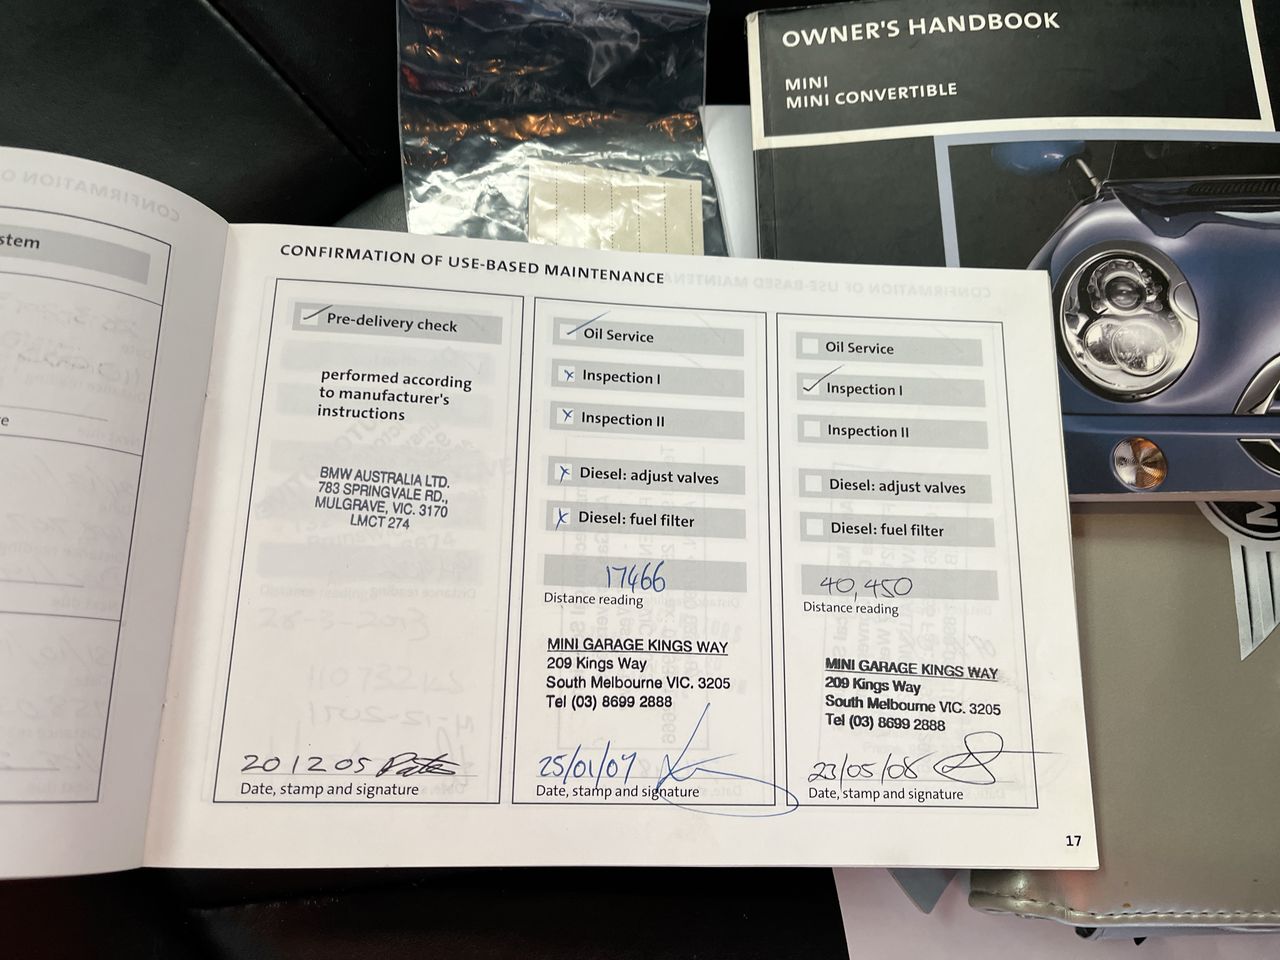 OWNER'S HANDBOOK
MINI
MINI CONVERTIBLE
stem
CONFIRMATION OF USE-BASED MAINTENANCE
Pre-delivery check
performed according
to manufacturer's
instructions
BMW AUSTRALIA LTD.
783 SPRINGVALE RD.,
MULGRAVE, VIC. 3170
LMCT 274
20 12 05
Date, stamp and signature
Oil Service
Inspection I
Inspection II
Diesel: adjust valves
Diesel: fuel filter
17466
Distance reading
MINI GARAGE KINGS WAY
209 Kings Way
South Melbourne VIC. 3205
Tel (03) 8699 2888
25/01/07
Date, stamp and signature
Oil Service
Inspection I
Inspection II
Diesel: adjust valves
Diesel: fuel filter
40,450
Distance reading
MINI GARAGE KINGS WAY
209 Kings Way
South Melbourne VIC. 3205
Tel (03) 8699 2888
23/05/08
Date, stamp and signature
17